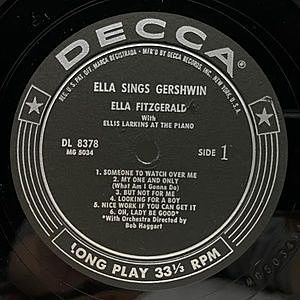 DECCA
REG. U.S. PAT. OFF. MARCA REGISTRADA - MF'D BY DECCA RECORDS, INC., NEW YORK, U.S.A.
ELLA SINGS GERSHWIN
ELLA FITZGERALD
With
ELLIS LARKINS AT THE PIANO
DL 8378
MG 5034
SIDE 1
1. SOMEONE TO WATCH OVER ME
2. MY ONE AND ONLY
(What Am I Gonna Do)
3. BUT NOT FOR ME
4. LOOKING FOR A BOY
5. NICE WORK IF YOU CAN GET IT
6. OH, LADY BE GOOD*
*With Orchestra Directed by
Bob Haggart
LONG PLAY 33⅓ RPM